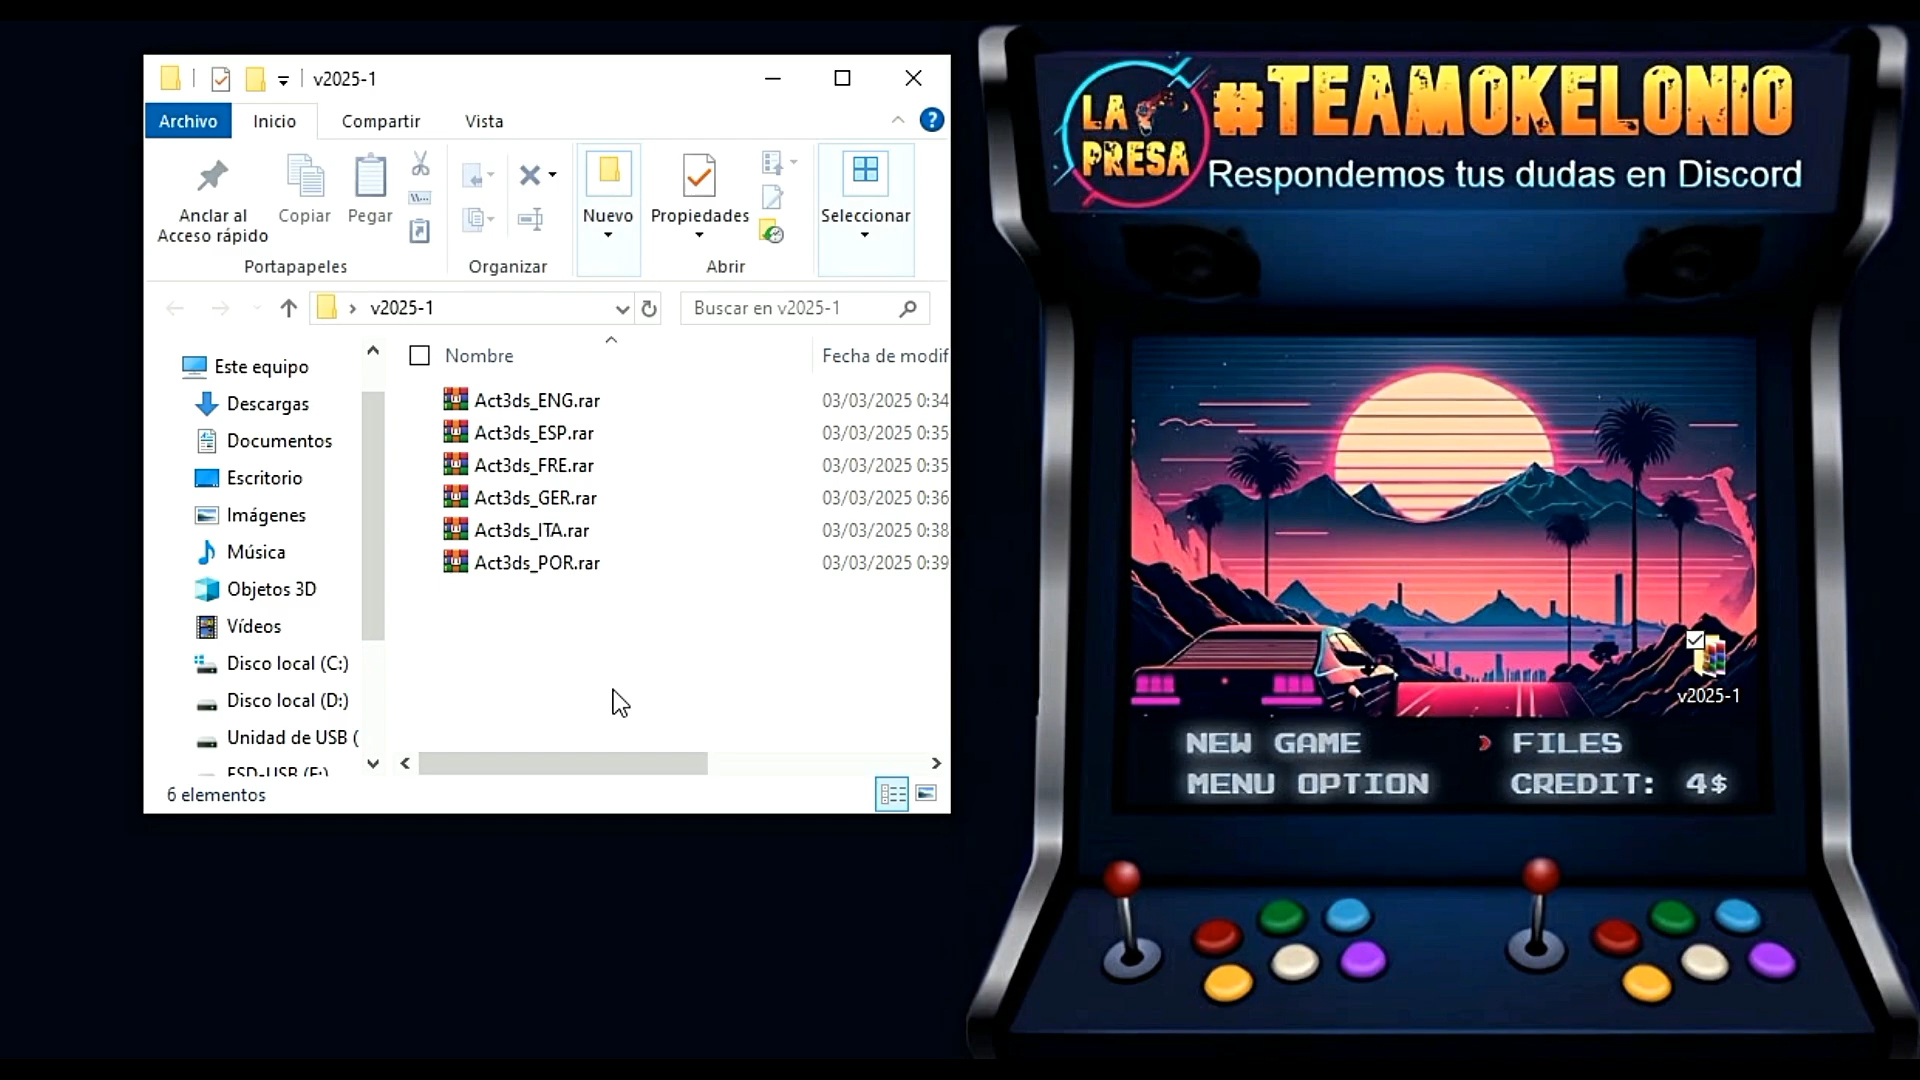 v2025-1
Archivo
Inicio
Compartir
Vista
Anclar al
Acceso rápido
Copiar
Pegar
Portapapeles
Organizar
Nuevo
Propiedades
Abrir
Seleccionar
v2025-1
Buscar en v2025-1
Este equipo
Descargas
Documentos
Escritorio
Imágenes
Música
Objetos 3D
Vídeos
Disco local (C:)
Disco local (D:)
Unidad de USB (
ESD-USB (F:)
Nombre
Fecha de modif
Act3ds_ENG.rar 03/03/2025 0:34
Act3ds_ESP.rar 03/03/2025 0:35
Act3ds_FRE.rar 03/03/2025 0:35
Act3ds_GER.rar 03/03/2025 0:36
Act3ds_ITA.rar 03/03/2025 0:38
Act3ds_POR.rar 03/03/2025 0:39
6 elementos
LA
PRESA
#TEAMOKELONIO
Respondemos tus dudas en Discord
v2025-1
NEW GAME
FILES
MENU OPTION
CREDIT: 4$